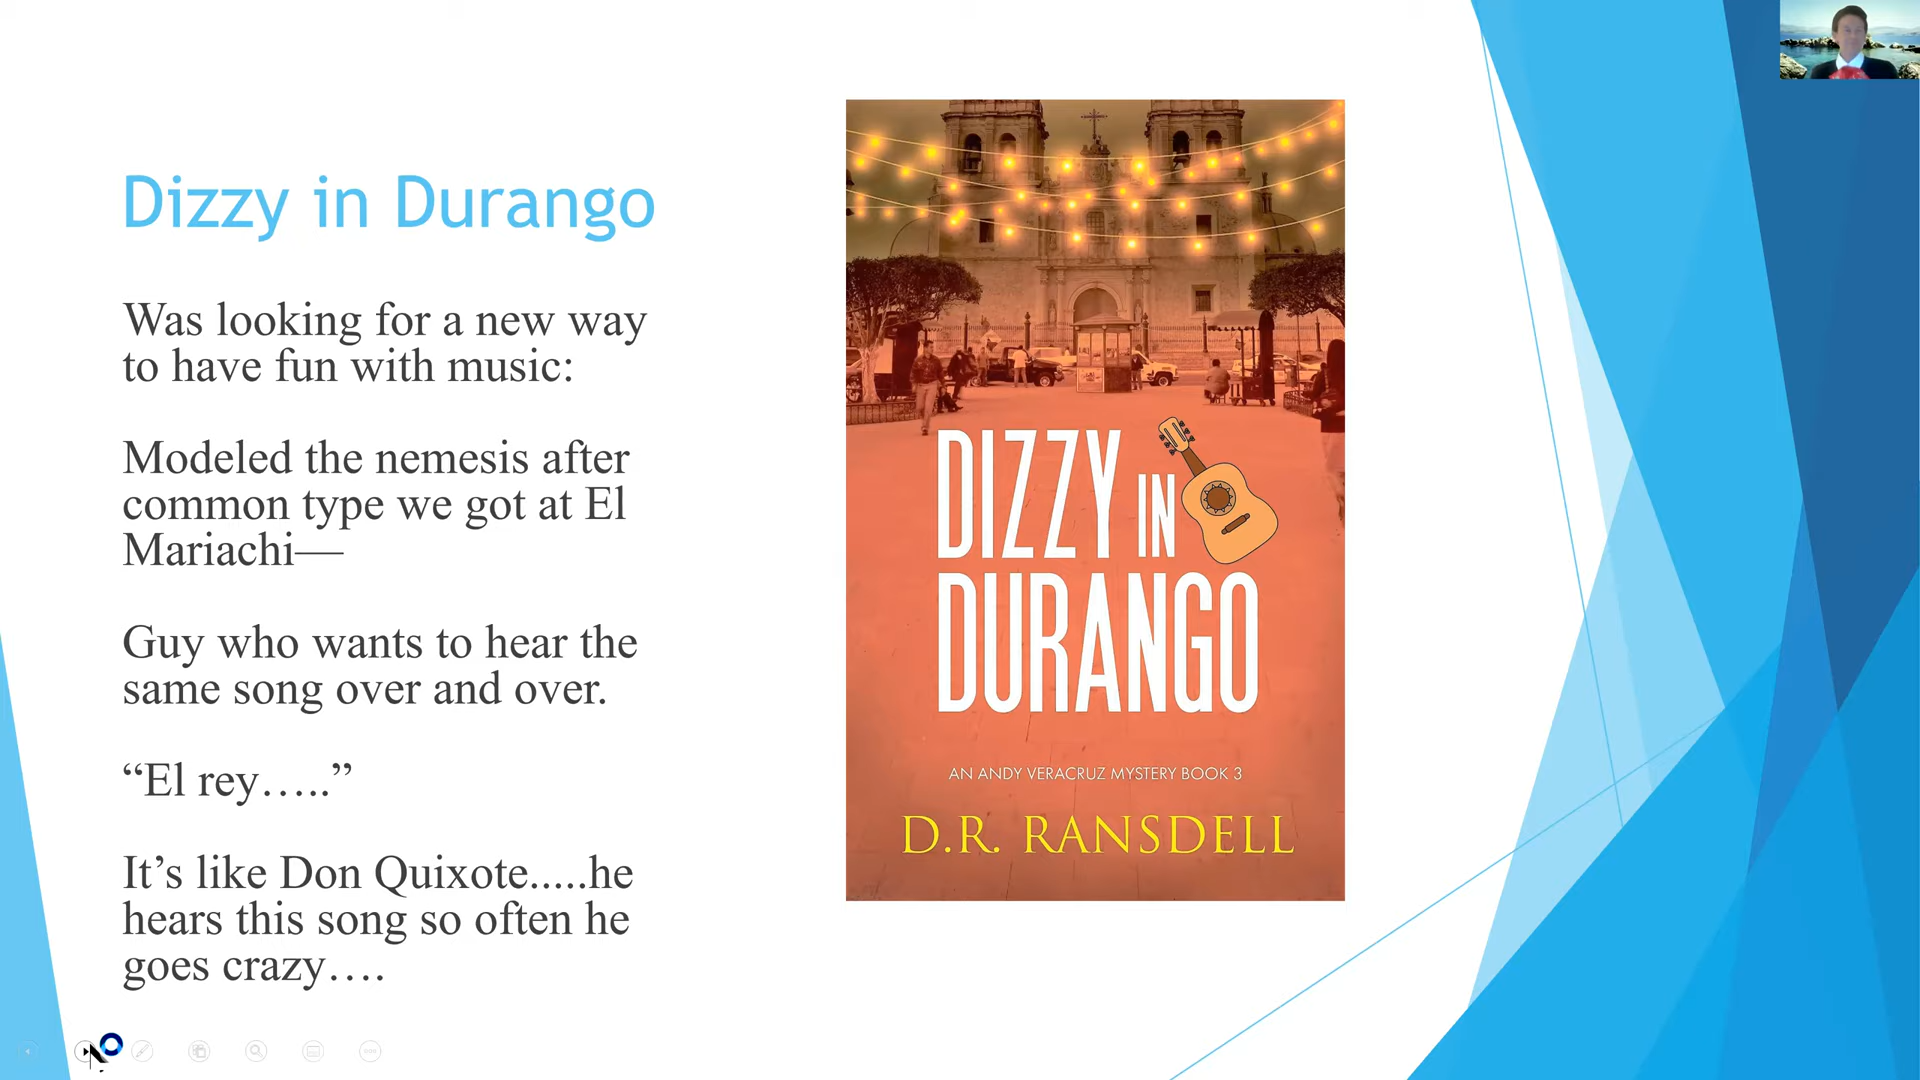 Dizzy in Durango
Was looking for a new way
to have fun with music:
Modeled the nemesis after
common type we got at El
Mariachi—
Guy who wants to hear the
same song over and over.
“El rey…..”
It’s like Don Quixote.....he
hears this song so often he
goes crazy….
DIZZY IN
DURANGO
AN ANDY VERACRUZ MYSTERY BOOK 3
D.R. RANSDELL